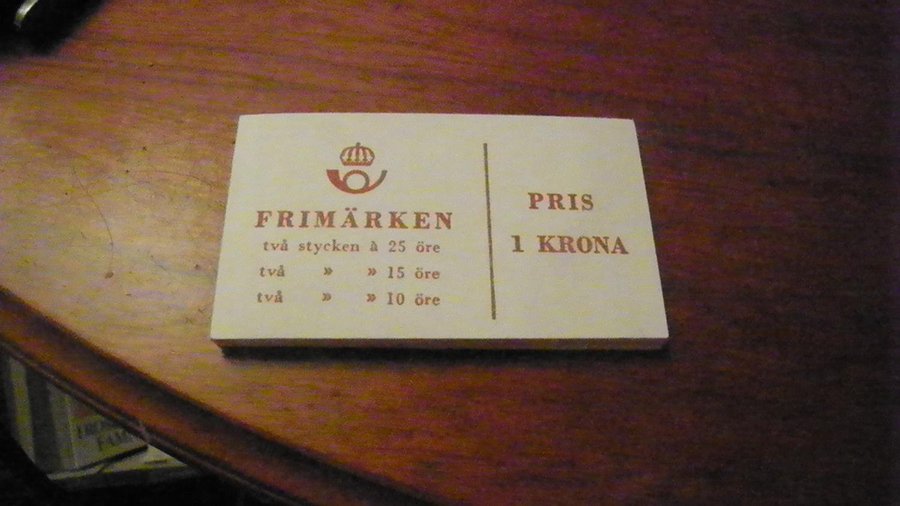 FRIMÄRKEN
två stycken à 25 öre
två » » 15 öre
två » » 10 öre
PRIS
1 KRONA